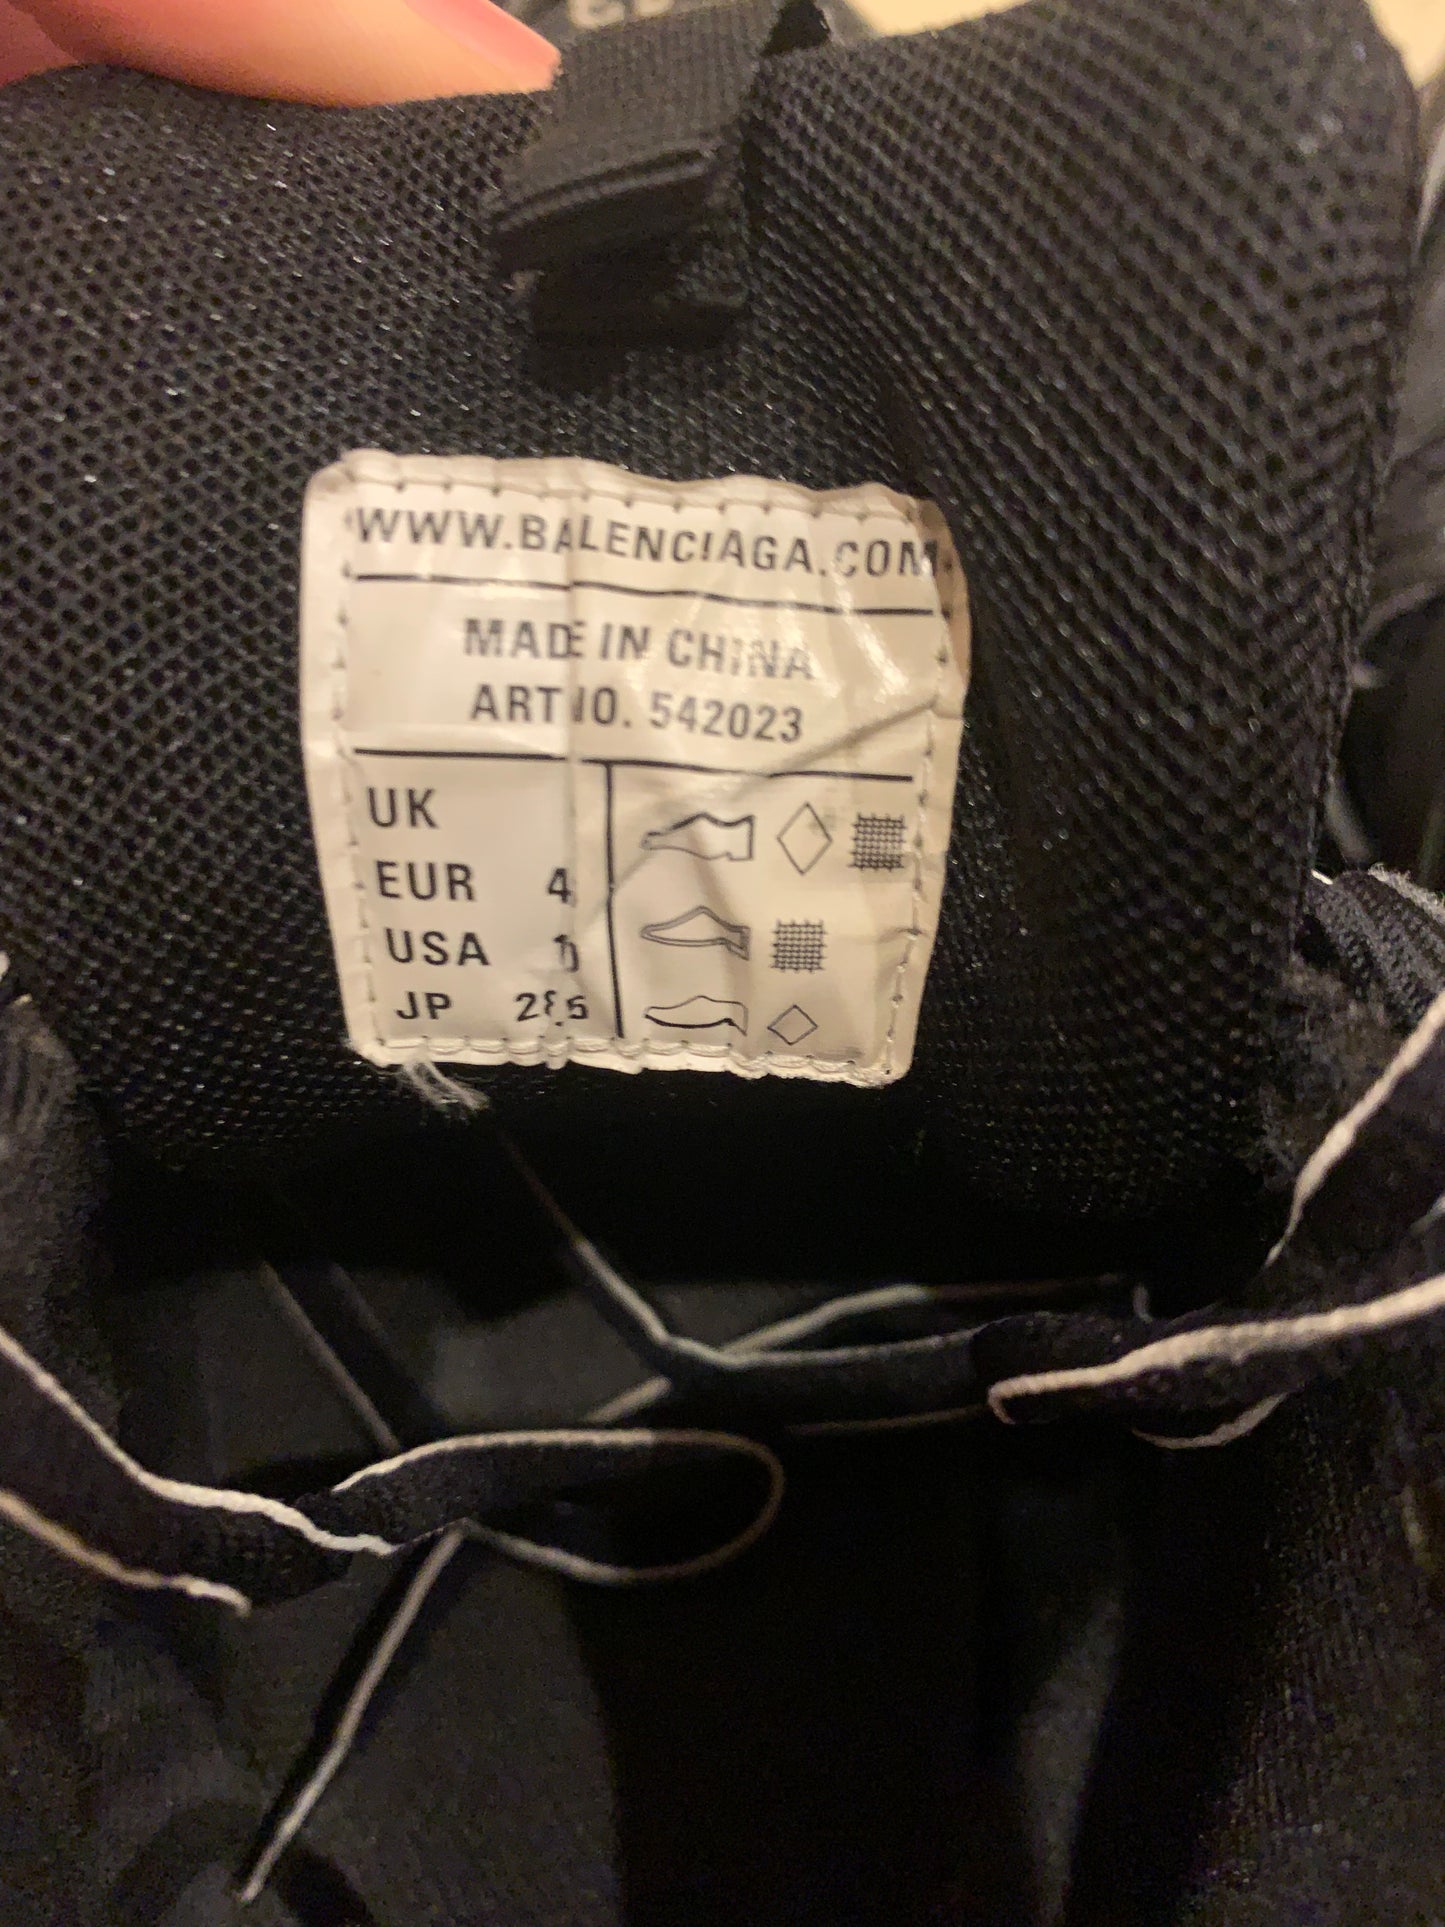 WWW.BALENCIAGA.COM
MADE IN CHINA
ART NO. 542023
UK
EUR
USA
JP